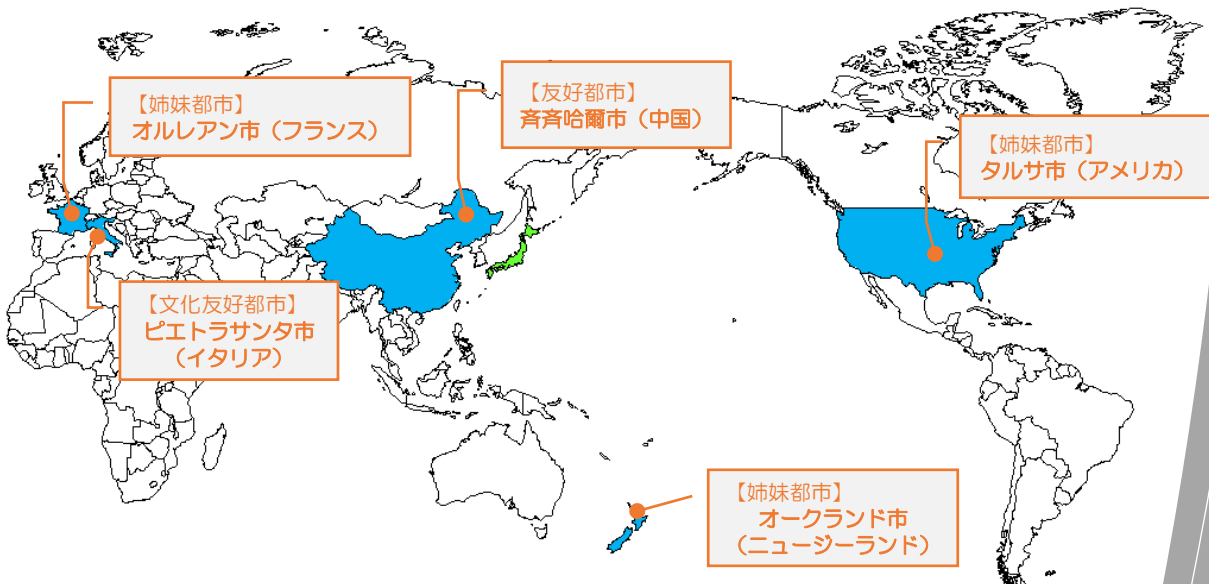 【姉妹都市】
オルレアン市（フランス）
【友好都市】
斉斉哈爾市（中国）
【姉妹都市】
タルサ市（アメリカ）
【文化友好都市】
ピエトラサンタ市
（イタリア）
【姉妹都市】
オークランド市
（ニュージーランド）